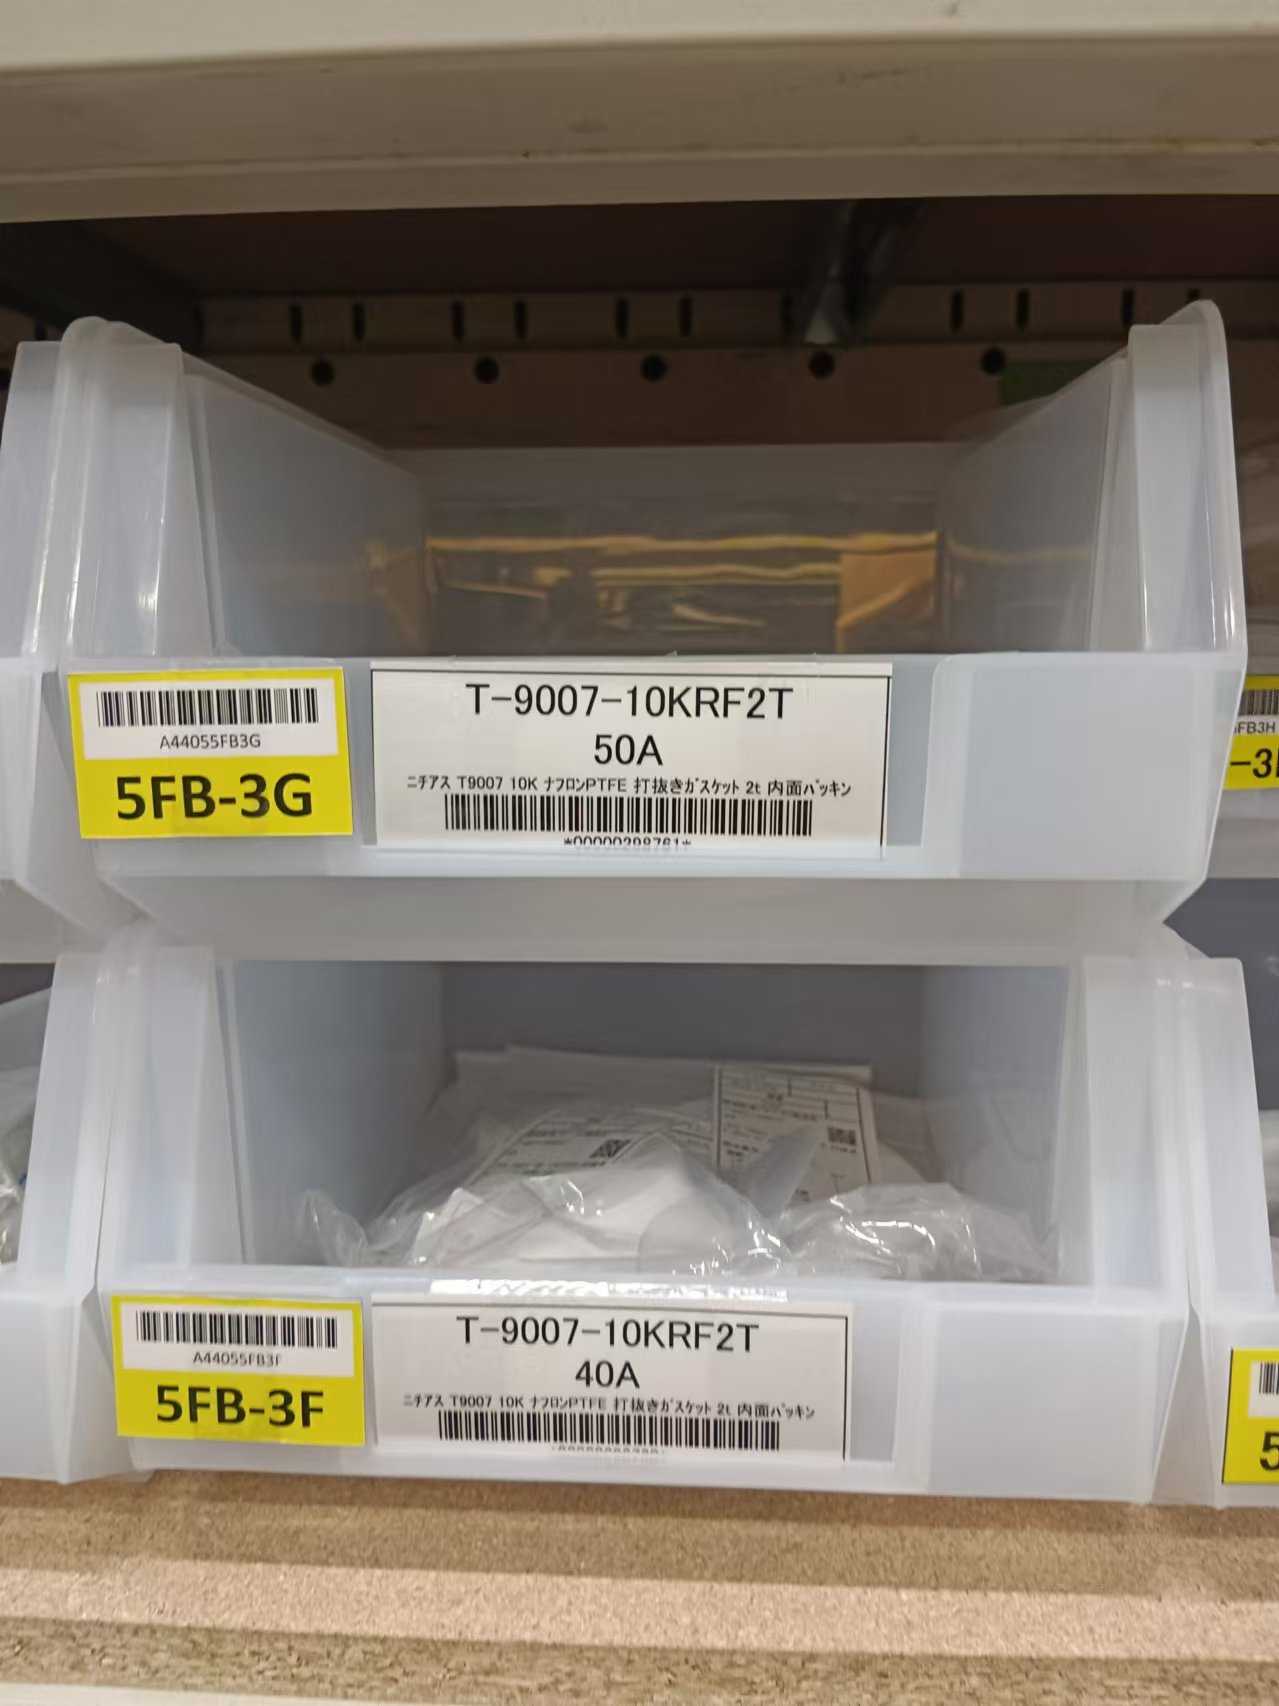 A44055FB3G
5FB-3G
T-9007-10KRF2T
50A
ニチアス T9007 10K ナフロンPTFE 打抜きガスケット 2t 内面パッキン
*00000298761*
FB3H
A44055FB3F
5FB-3F
T-9007-10KRF2T
40A
ニチアス T9007 10K ナフロンPTFE 打抜きガスケット 2t 内面パッキン